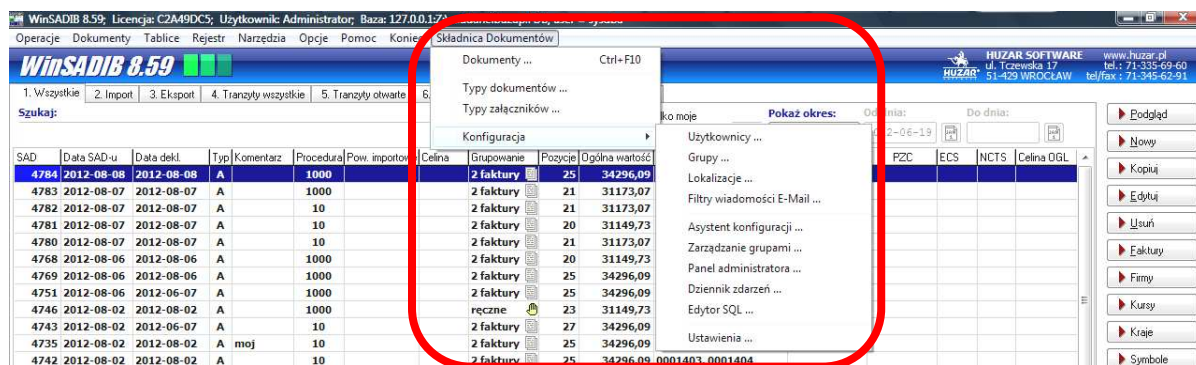 WinSADIB 8.59; Licencja: C2A49DC5; Użytkownik: Administrator; Baza: 127.0.0.1:Z:\
Operacje Dokumenty Tablice Rejestr Narzędzia Opcje Pomoc Koniec Składnica Dokumentów
WinSADIB 8.59
HUZAR
HUZAR SOFTWARE
ul. Tczewska 17
51-429 WROCŁAW
www.huzar.pl
tel.: 71-335-69-60
tel/fax : 71-345-62-91
1. Wszystkie 2. Import 3. Eksport 4. Tranzyty wszystkie 5. Tranzyty otwarte 6.
Szukaj: ko moje Pokaż okres: Od dnia: Do dnia:
2-06-19
Dokumenty ... Ctrl+F10
Typy dokumentów ...
Typy załączników ...
Konfiguracja
Użytkownicy ...
Grupy ...
Lokalizacje ...
Filtry wiadomości E-Mail ...
Asystent konfiguracji ...
Zarządzanie grupami ...
Panel administratora ...
Dziennik zdarzeń ...
Edytor SQL ...
Ustawienia ...
SAD Data SAD-u Data dekl. Typ Komentarz Procedura Pow. importowe Celina Grupowanie Pozycje Ogólna wartość PZC ECS NCTS Celina OGL
4784 2012-08-08 2012-08-08 A 1000 2 faktury 25 34296,09
4783 2012-08-07 2012-08-07 A 10 2 faktury 21 31173,07
4782 2012-08-07 2012-08-07 A 10 2 faktury 21 31173,07
4781 2012-08-07 2012-08-07 A 10 2 faktury 20 31149,73
4780 2012-08-07 2012-08-07 A 10 2 faktury 21 31173,07
4768 2012-08-06 2012-08-06 A 1000 2 faktury 20 31149,73
4769 2012-08-06 2012-08-06 A 1000 2 faktury 25 34296,09
4751 2012-08-06 2012-06-07 A 1000 2 faktury 25 34296,09
4746 2012-08-02 2012-08-02 A 1000 ręczne 23 31149,73
4743 2012-08-02 2012-06-07 A 10 2 faktury 27 34296,09
4735 2012-08-02 2012-08-02 A moj 10 2 faktury 25 34296,09
4742 2012-08-02 2012-08-02 A 10 2 faktury 25 34296,09 0001403, 0001404
Podgląd
Nowy
Kopiuj
Edytuj
Usuń
Faktury
Firmy
Kursy
Kraje
Symbole